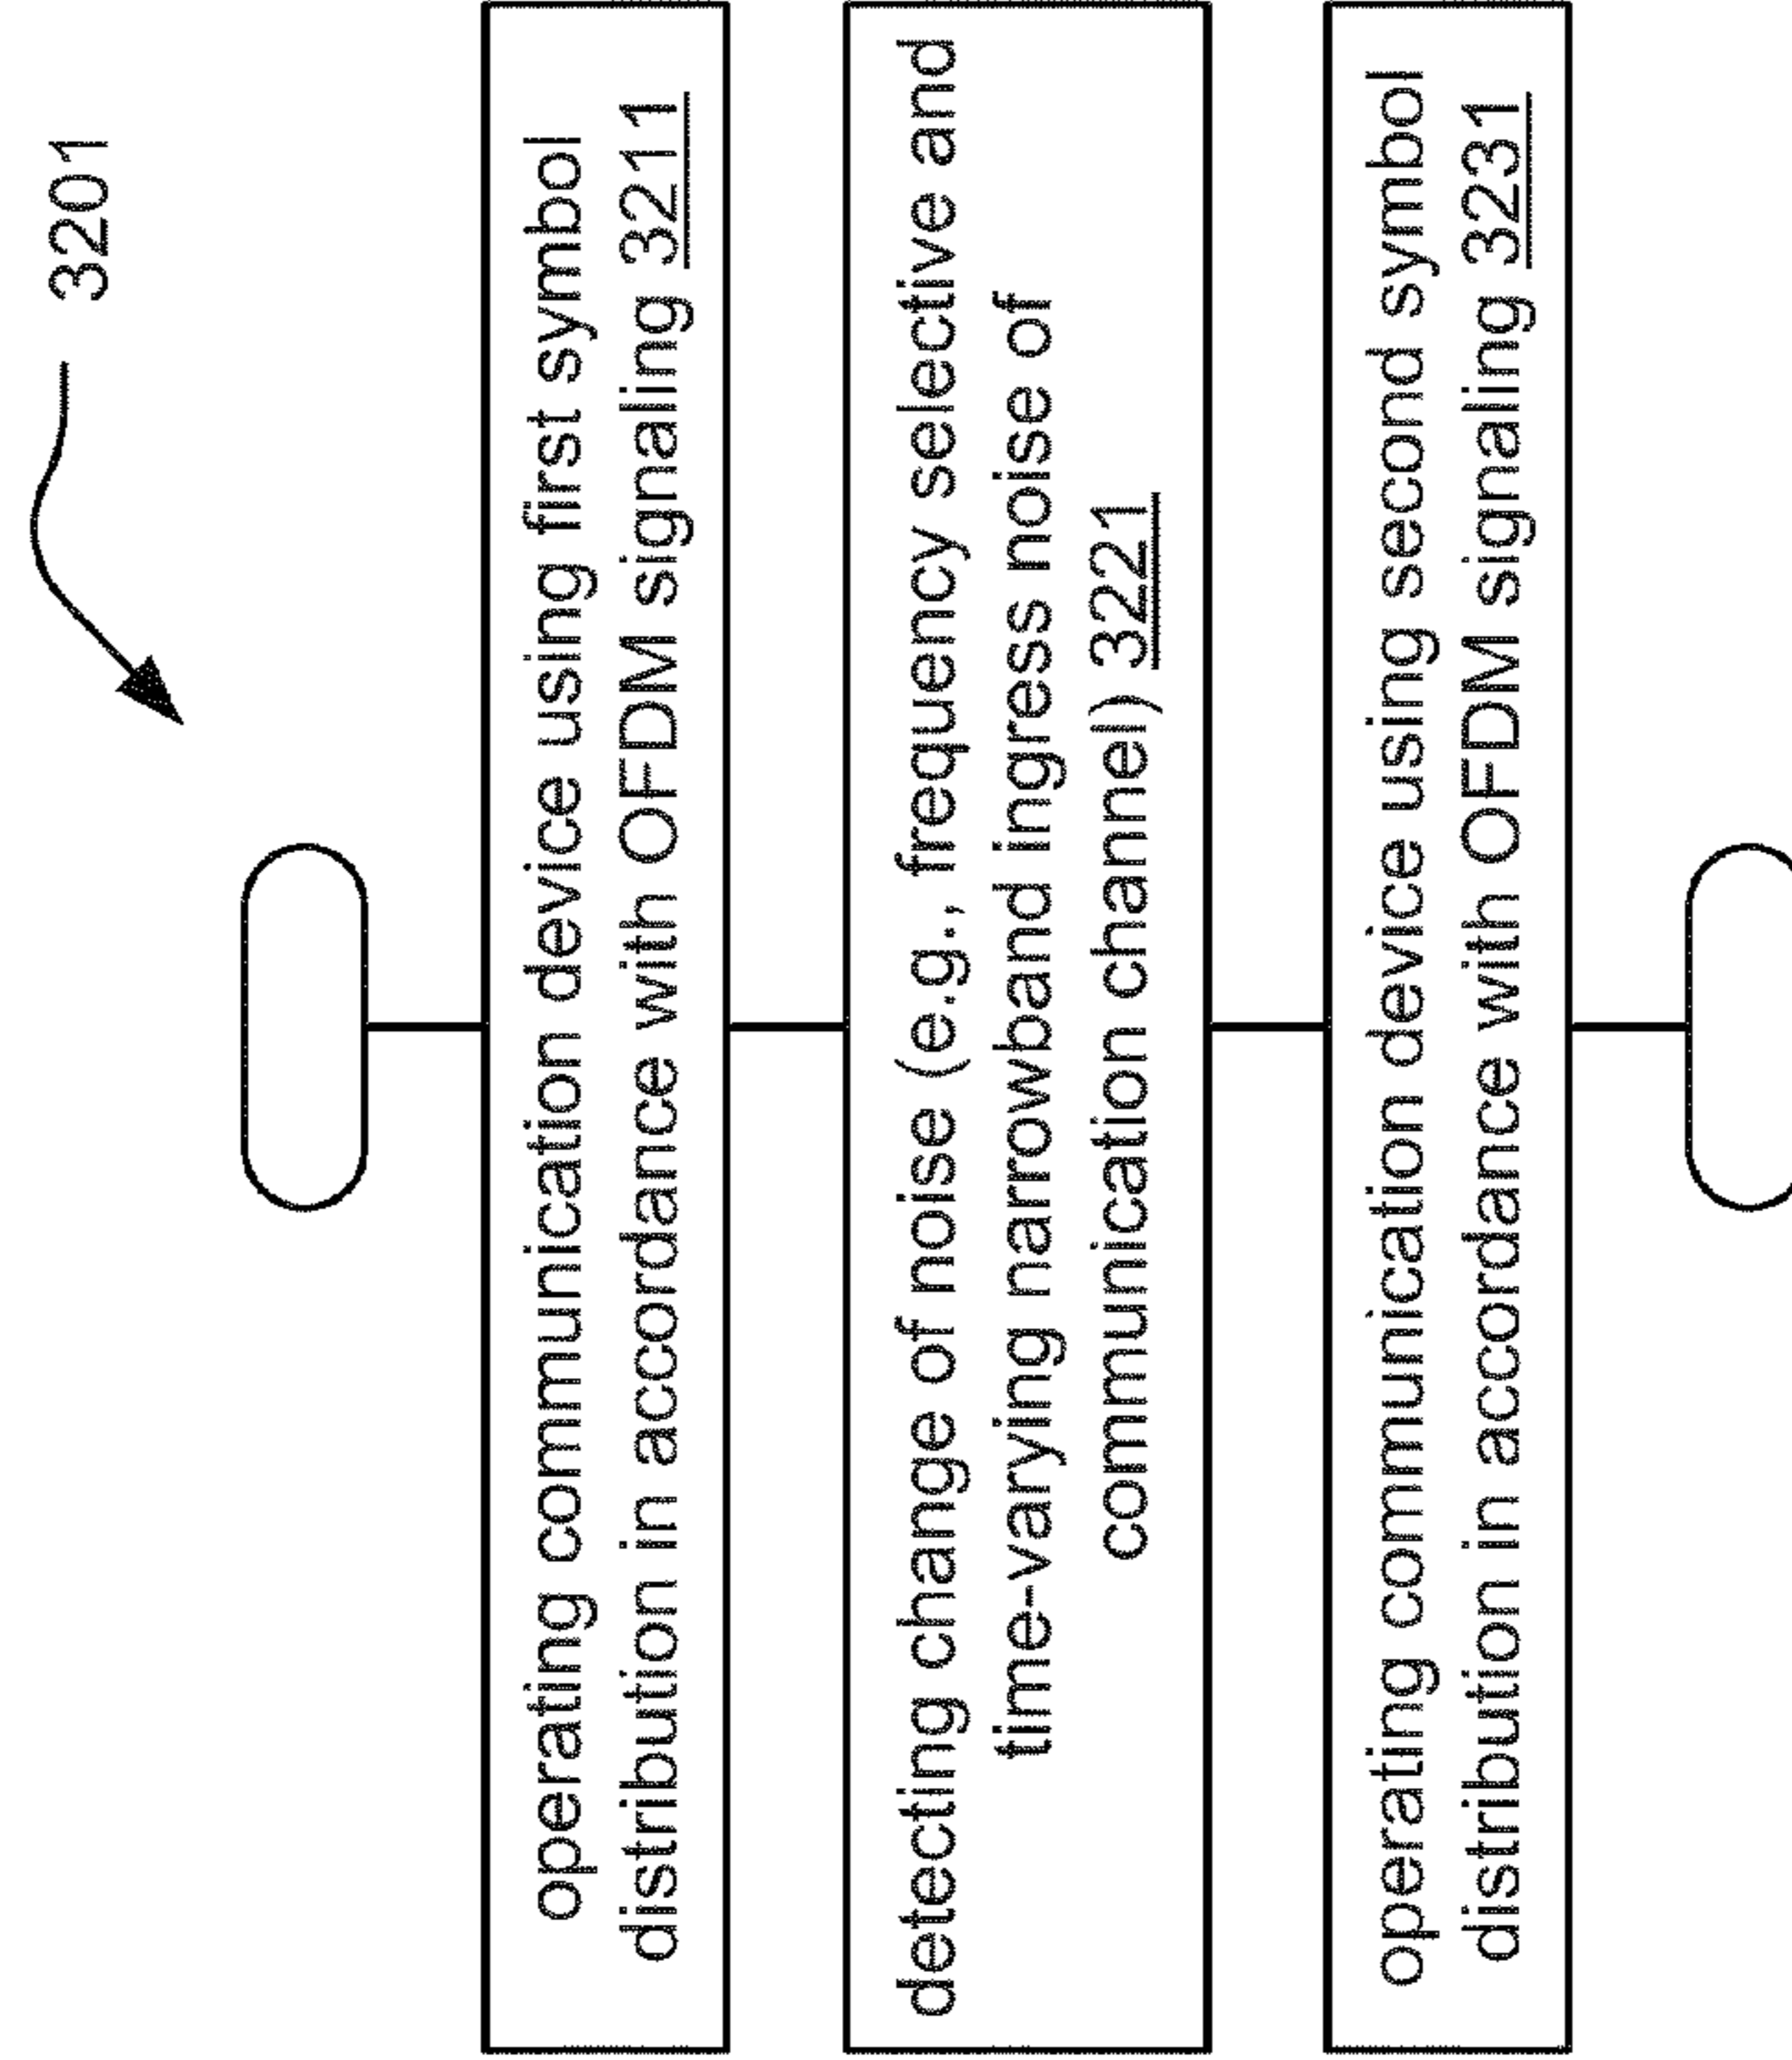 3201
operating communication device using first symbol
distribution in accordance with OFDM signaling 3211
detecting change of noise (e.g., frequency selective and
time-varying narrowband ingress noise of
communication channel) 3221
operating communication device using second symbol
distribution in accordance with OFDM signaling 3231